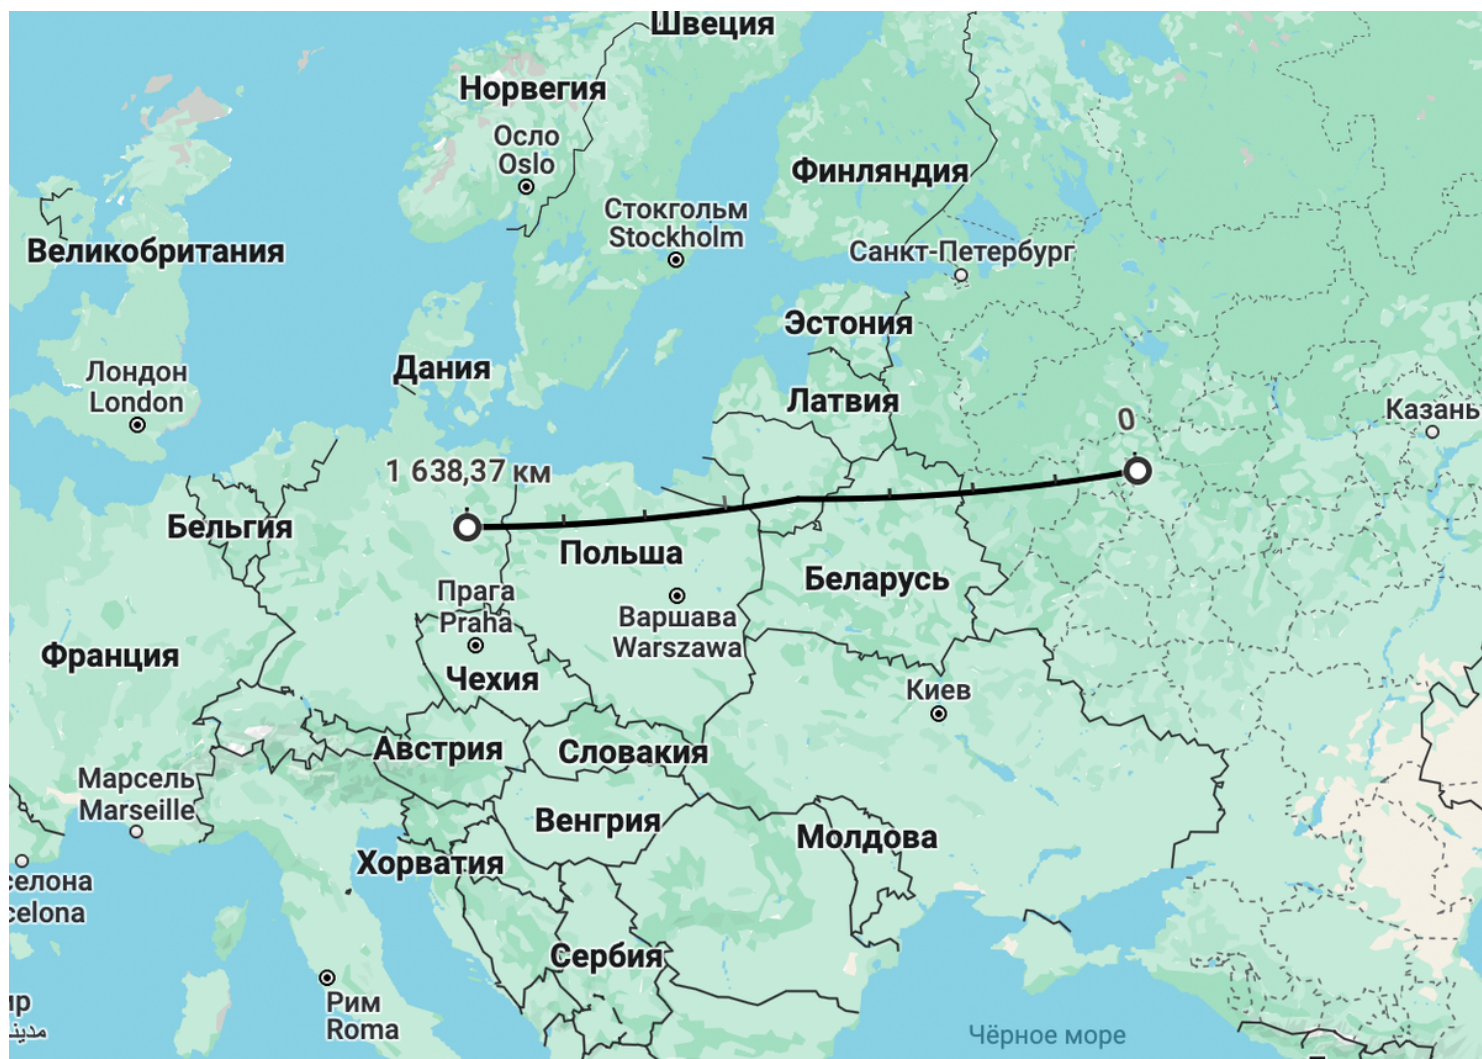 Швеция
Норвегия
Осло
Oslo
Финляндия
Стокгольм
Stockholm
Великобритания
Санкт-Петербург
Эстония
Дания
Лондон
London
Латвия
0
Казань
1 638,37 км
Бельгия
Польша
Беларусь
Прага
Praha
Варшава
Warszawa
Франция
Чехия
Киев
Австрия
Словакия
Марсель
Marseille
Венгрия
Молдова
Хорватия
селона
celona
Сербия
Рим
Roma
Чёрное море